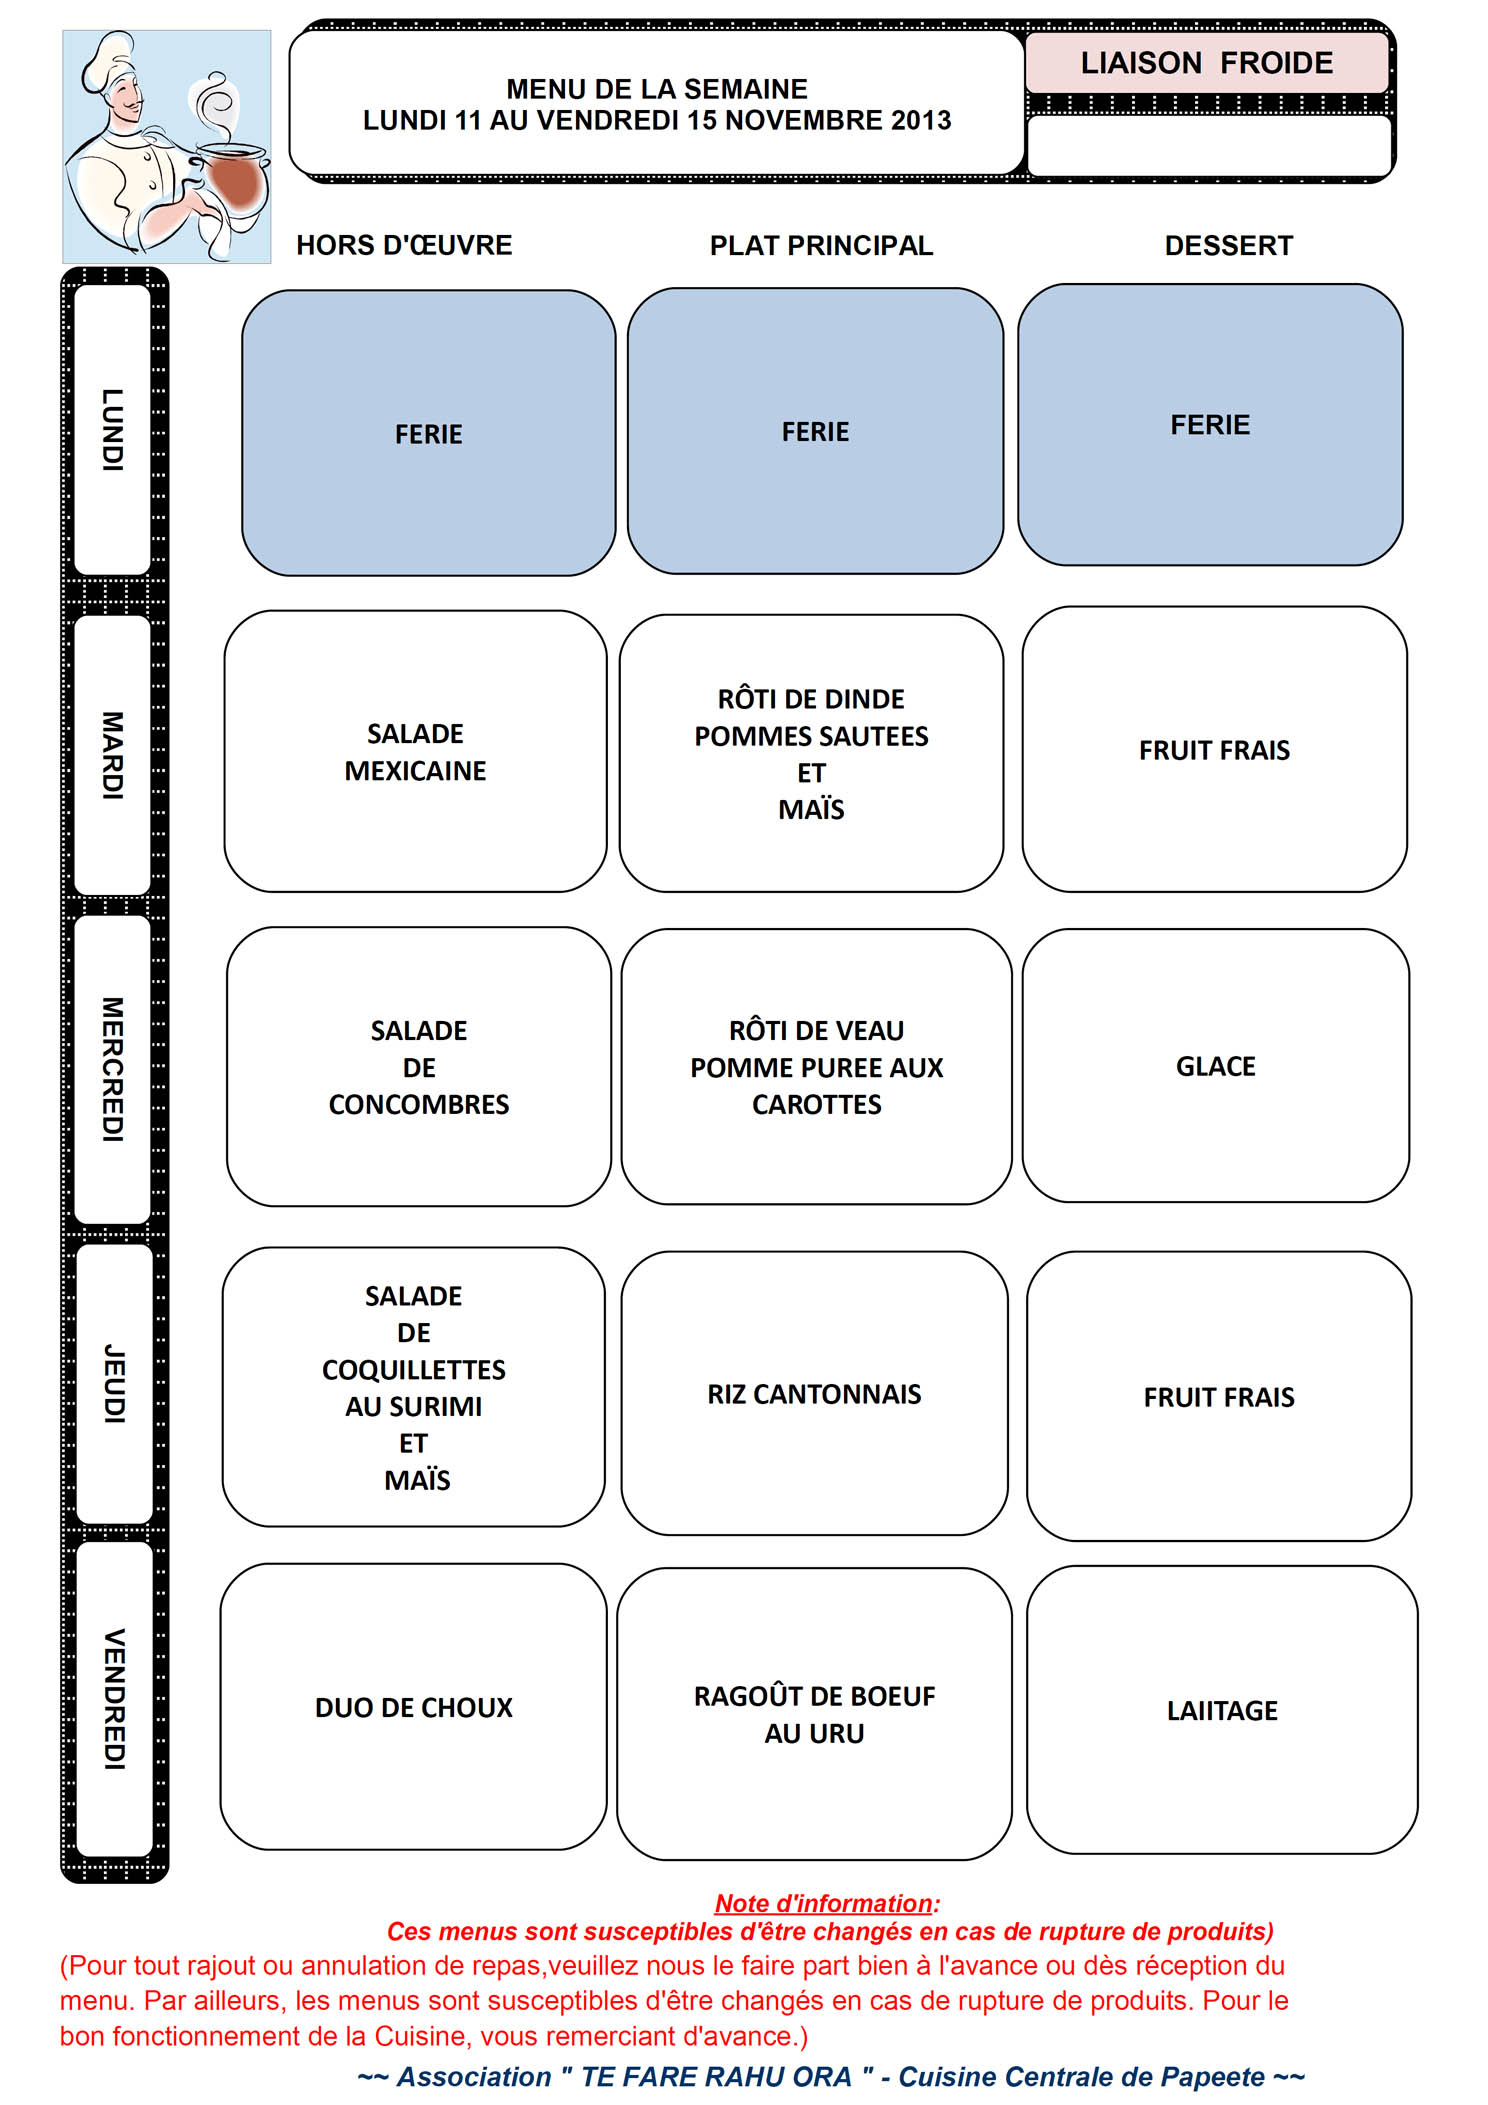 MENU DE LA SEMAINE
LUNDI 11 AU VENDREDI 15 NOVEMBRE 2013
LIAISON FROIDE
HORS D'ŒUVRE
PLAT PRINCIPAL
DESSERT
LUNDI
FERIE
FERIE
FERIE
MARDI
SALADE
MEXICAINE
RÔTI DE DINDE
POMMES SAUTEES
ET
MAÏS
FRUIT FRAIS
MERCREDI
SALADE
DE
CONCOMBRES
RÔTI DE VEAU
POMME PUREE AUX
CAROTTES
GLACE
JEUDI
SALADE
DE
COQUILLETTES
AU SURIMI
ET
MAÏS
RIZ CANTONNAIS
FRUIT FRAIS
VENDREDI
DUO DE CHOUX
RAGOÛT DE BOEUF
AU URU
LAIITAGE
Note d'information:
Ces menus sont susceptibles d'être changés en cas de rupture de produits)
(Pour tout rajout ou annulation de repas,veuillez nous le faire part bien à l'avance ou dès réception du
menu. Par ailleurs, les menus sont susceptibles d'être changés en cas de rupture de produits. Pour le
bon fonctionnement de la Cuisine, vous remerciant d'avance.)
~~ Association " TE FARE RAHU ORA " - Cuisine Centrale de Papeete ~~